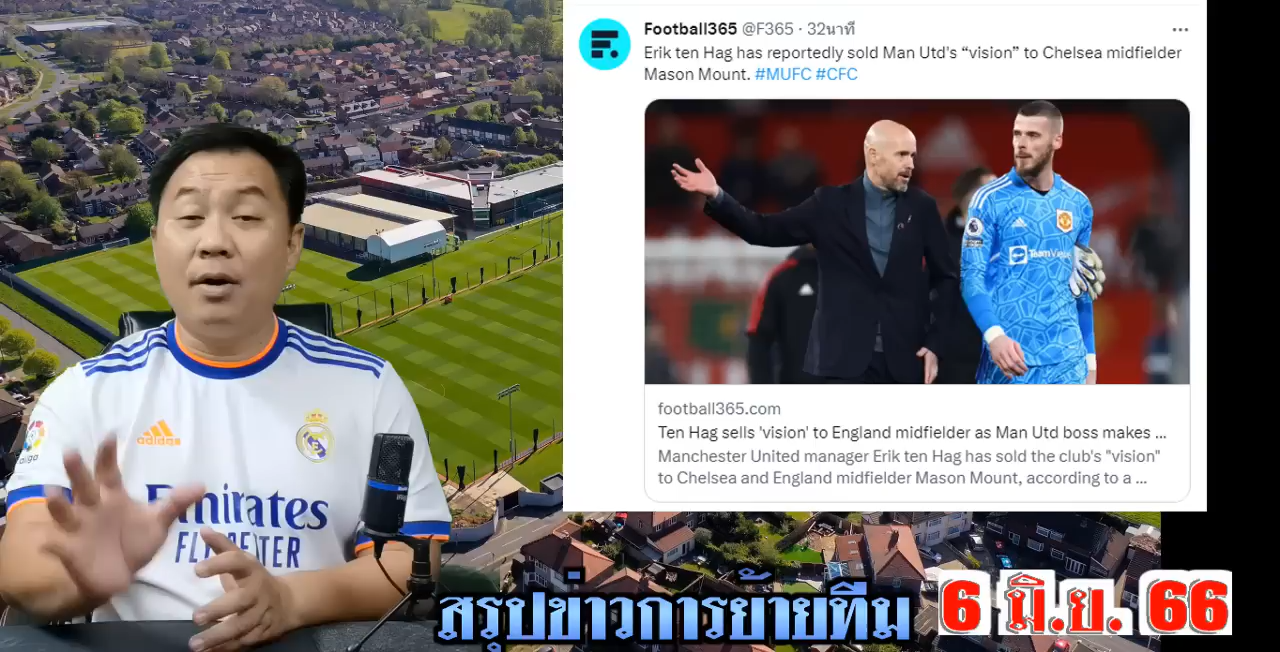 Football365 @F365 · 32นาที
Erik ten Hag has reportedly sold Man Utd's “vision” to Chelsea midfielder
Mason Mount. #MUFC #CFC
TeamView
football365.com
Ten Hag sells 'vision' to England midfielder as Man Utd boss makes ...
Manchester United manager Erik ten Hag has sold the club's "vision"
to Chelsea and England midfielder Mason Mount, according to a ...
adidas
Emirates
FLY BETTER
สรุปข่าวการย้ายทีม 6 มิ.ย. 66